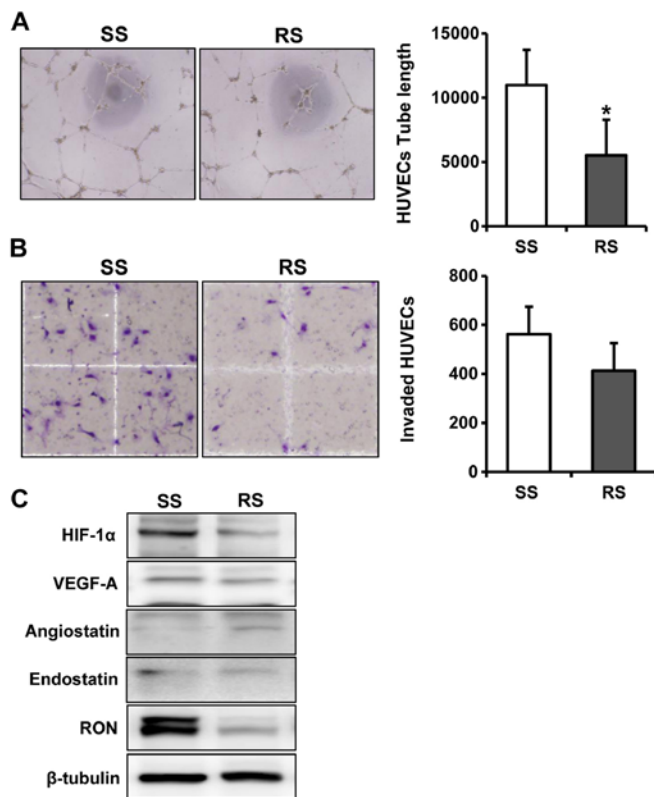 A
SS
RS
HUVECs Tube length
15000
10000
5000
0
*
SS
RS
B
SS
RS
Invaded HUVECs
800
600
400
200
0
SS
RS
C
SS
RS
HIF-1α
VEGF-A
Angiostatin
Endostatin
RON
β-tubulin